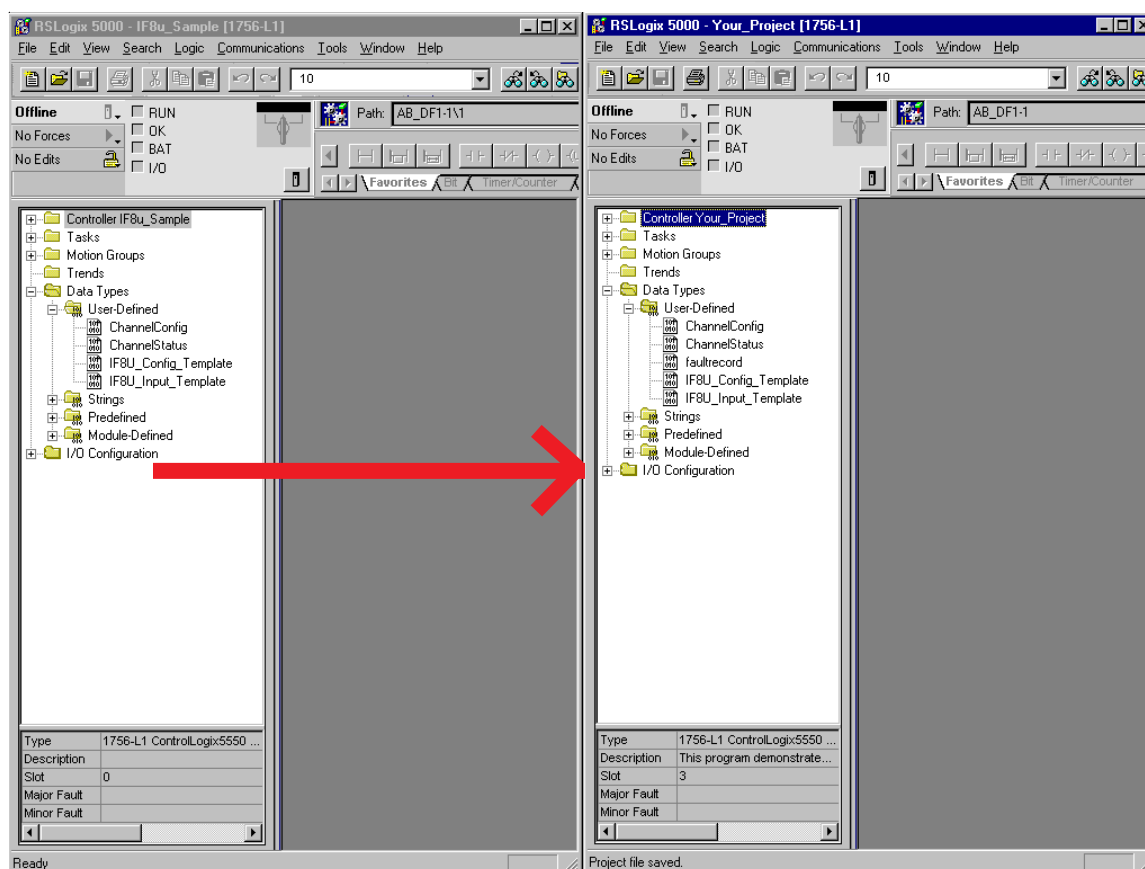 RSLogix 5000 - IF8u_Sample [1756-L1]
File Edit View Search Logic Communications Tools Window Help
10
Offline
RUN
Path: AB_DF1-1\1
No Forces
OK
No Edits
BAT
I/O
Favorites Bit Timer/Counter
Controller IF8u_Sample
Tasks
Motion Groups
Trends
Data Types
User-Defined
ChannelConfig
ChannelStatus
IF8U_Config_Template
IF8U_Input_Template
Strings
Predefined
Module-Defined
I/O Configuration
Type 1756-L1 ControlLogix5550 ...
Description
Slot 0
Major Fault
Minor Fault
Ready
RSLogix 5000 - Your_Project [1756-L1]
File Edit View Search Logic Communications Tools Window Help
10
Offline
RUN
Path: AB_DF1-1
No Forces
OK
No Edits
BAT
I/O
Favorites Bit Timer/Counter
Controller Your_Project
Tasks
Motion Groups
Trends
Data Types
User-Defined
ChannelConfig
ChannelStatus
faultrecord
IF8U_Config_Template
IF8U_Input_Template
Strings
Predefined
Module-Defined
I/O Configuration
Type 1756-L1 ControlLogix5550 ...
Description This program demonstrate...
Slot 3
Major Fault
Minor Fault
Project file saved.